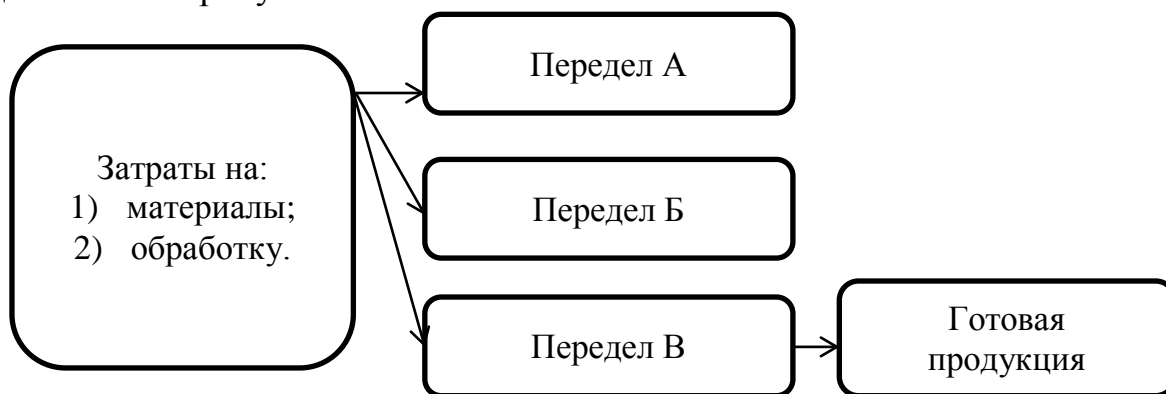 Передел А
Затраты на:
1) материалы;
2) обработку.
Передел Б
Передел В
Готовая
продукция